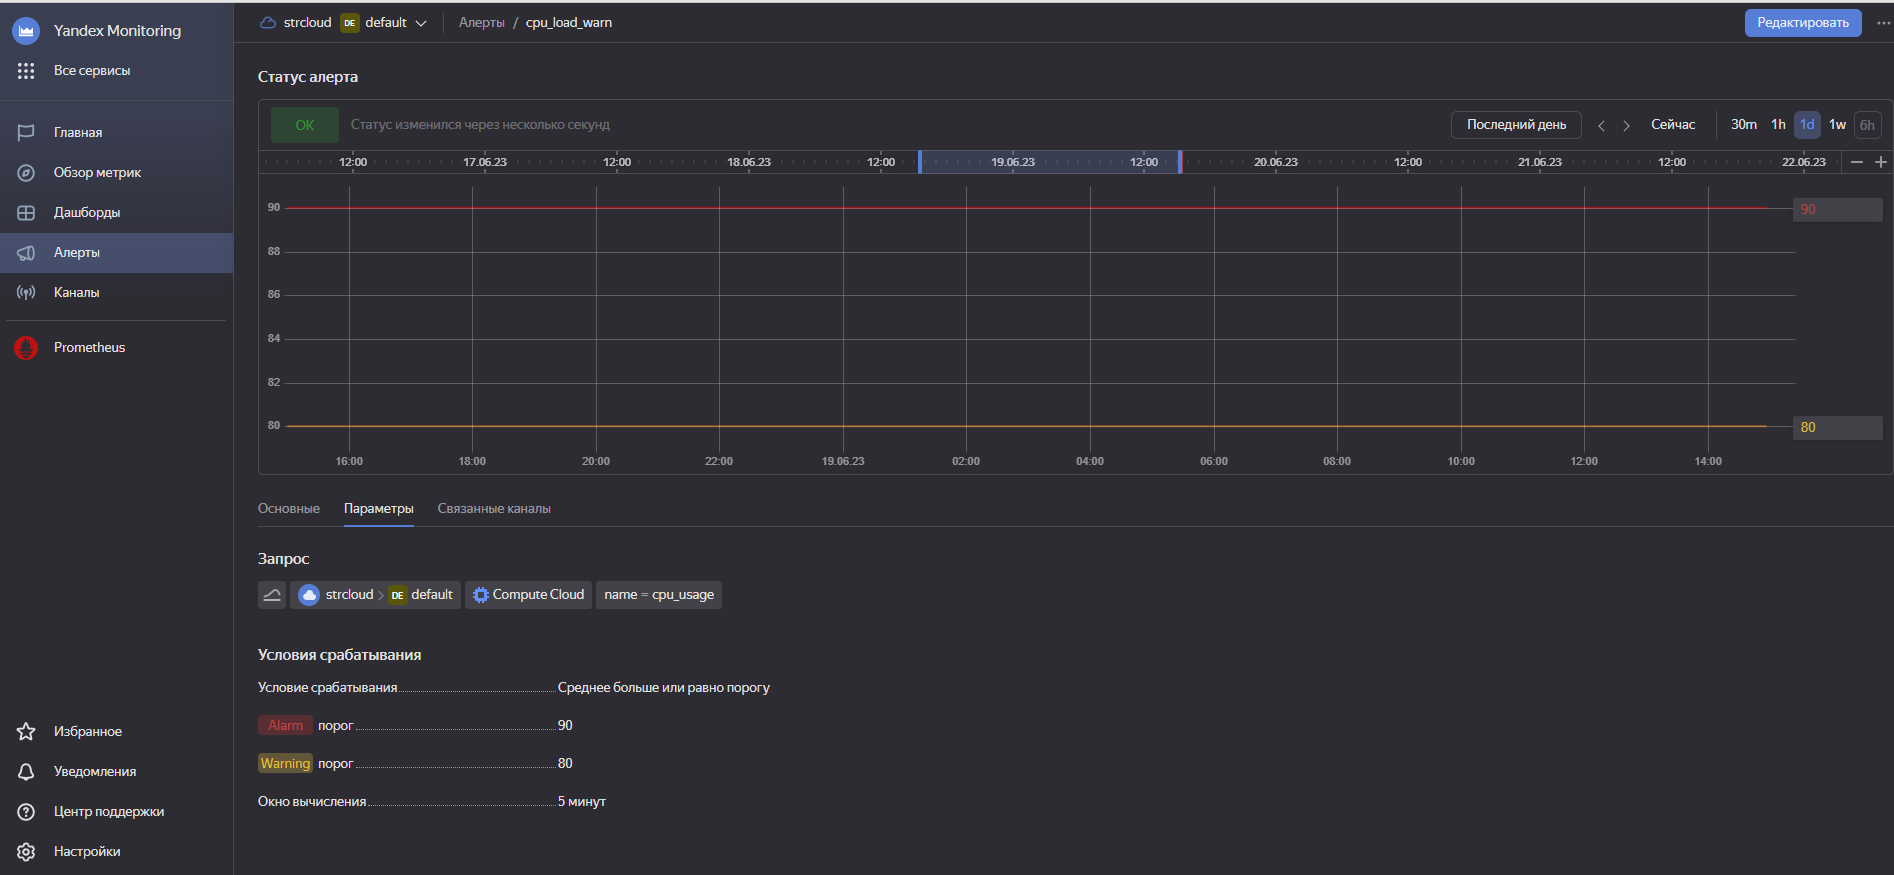 Yandex Monitoring
Все сервисы
Главная
Обзор метрик
Дашборды
Алерты
Каналы
Prometheus
Избранное
Уведомления
Центр поддержки
Настройки
strcloud DE default Алерты / cpu_load_warn Редактировать
Статус алерта
OK Статус изменился через несколько секунд Последний день Сейчас 30m 1h 1d 1w 6h
12:00 17.06.23 12:00 18.06.23 12:00 19.06.23 12:00 20.06.23 12:00 21.06.23 12:00 22.06.23
90 90
88
86
84
82
80 80
16:00 18:00 20:00 22:00 19.06.23 02:00 04:00 06:00 08:00 10:00 12:00 14:00
Основные Параметры Связанные каналы
Запрос
strcloud > DE default Compute Cloud name = cpu_usage
Условия срабатывания
Условие срабатывания Среднее больше или равно порогу
Alarm порог 90
Warning порог 80
Окно вычисления 5 минут